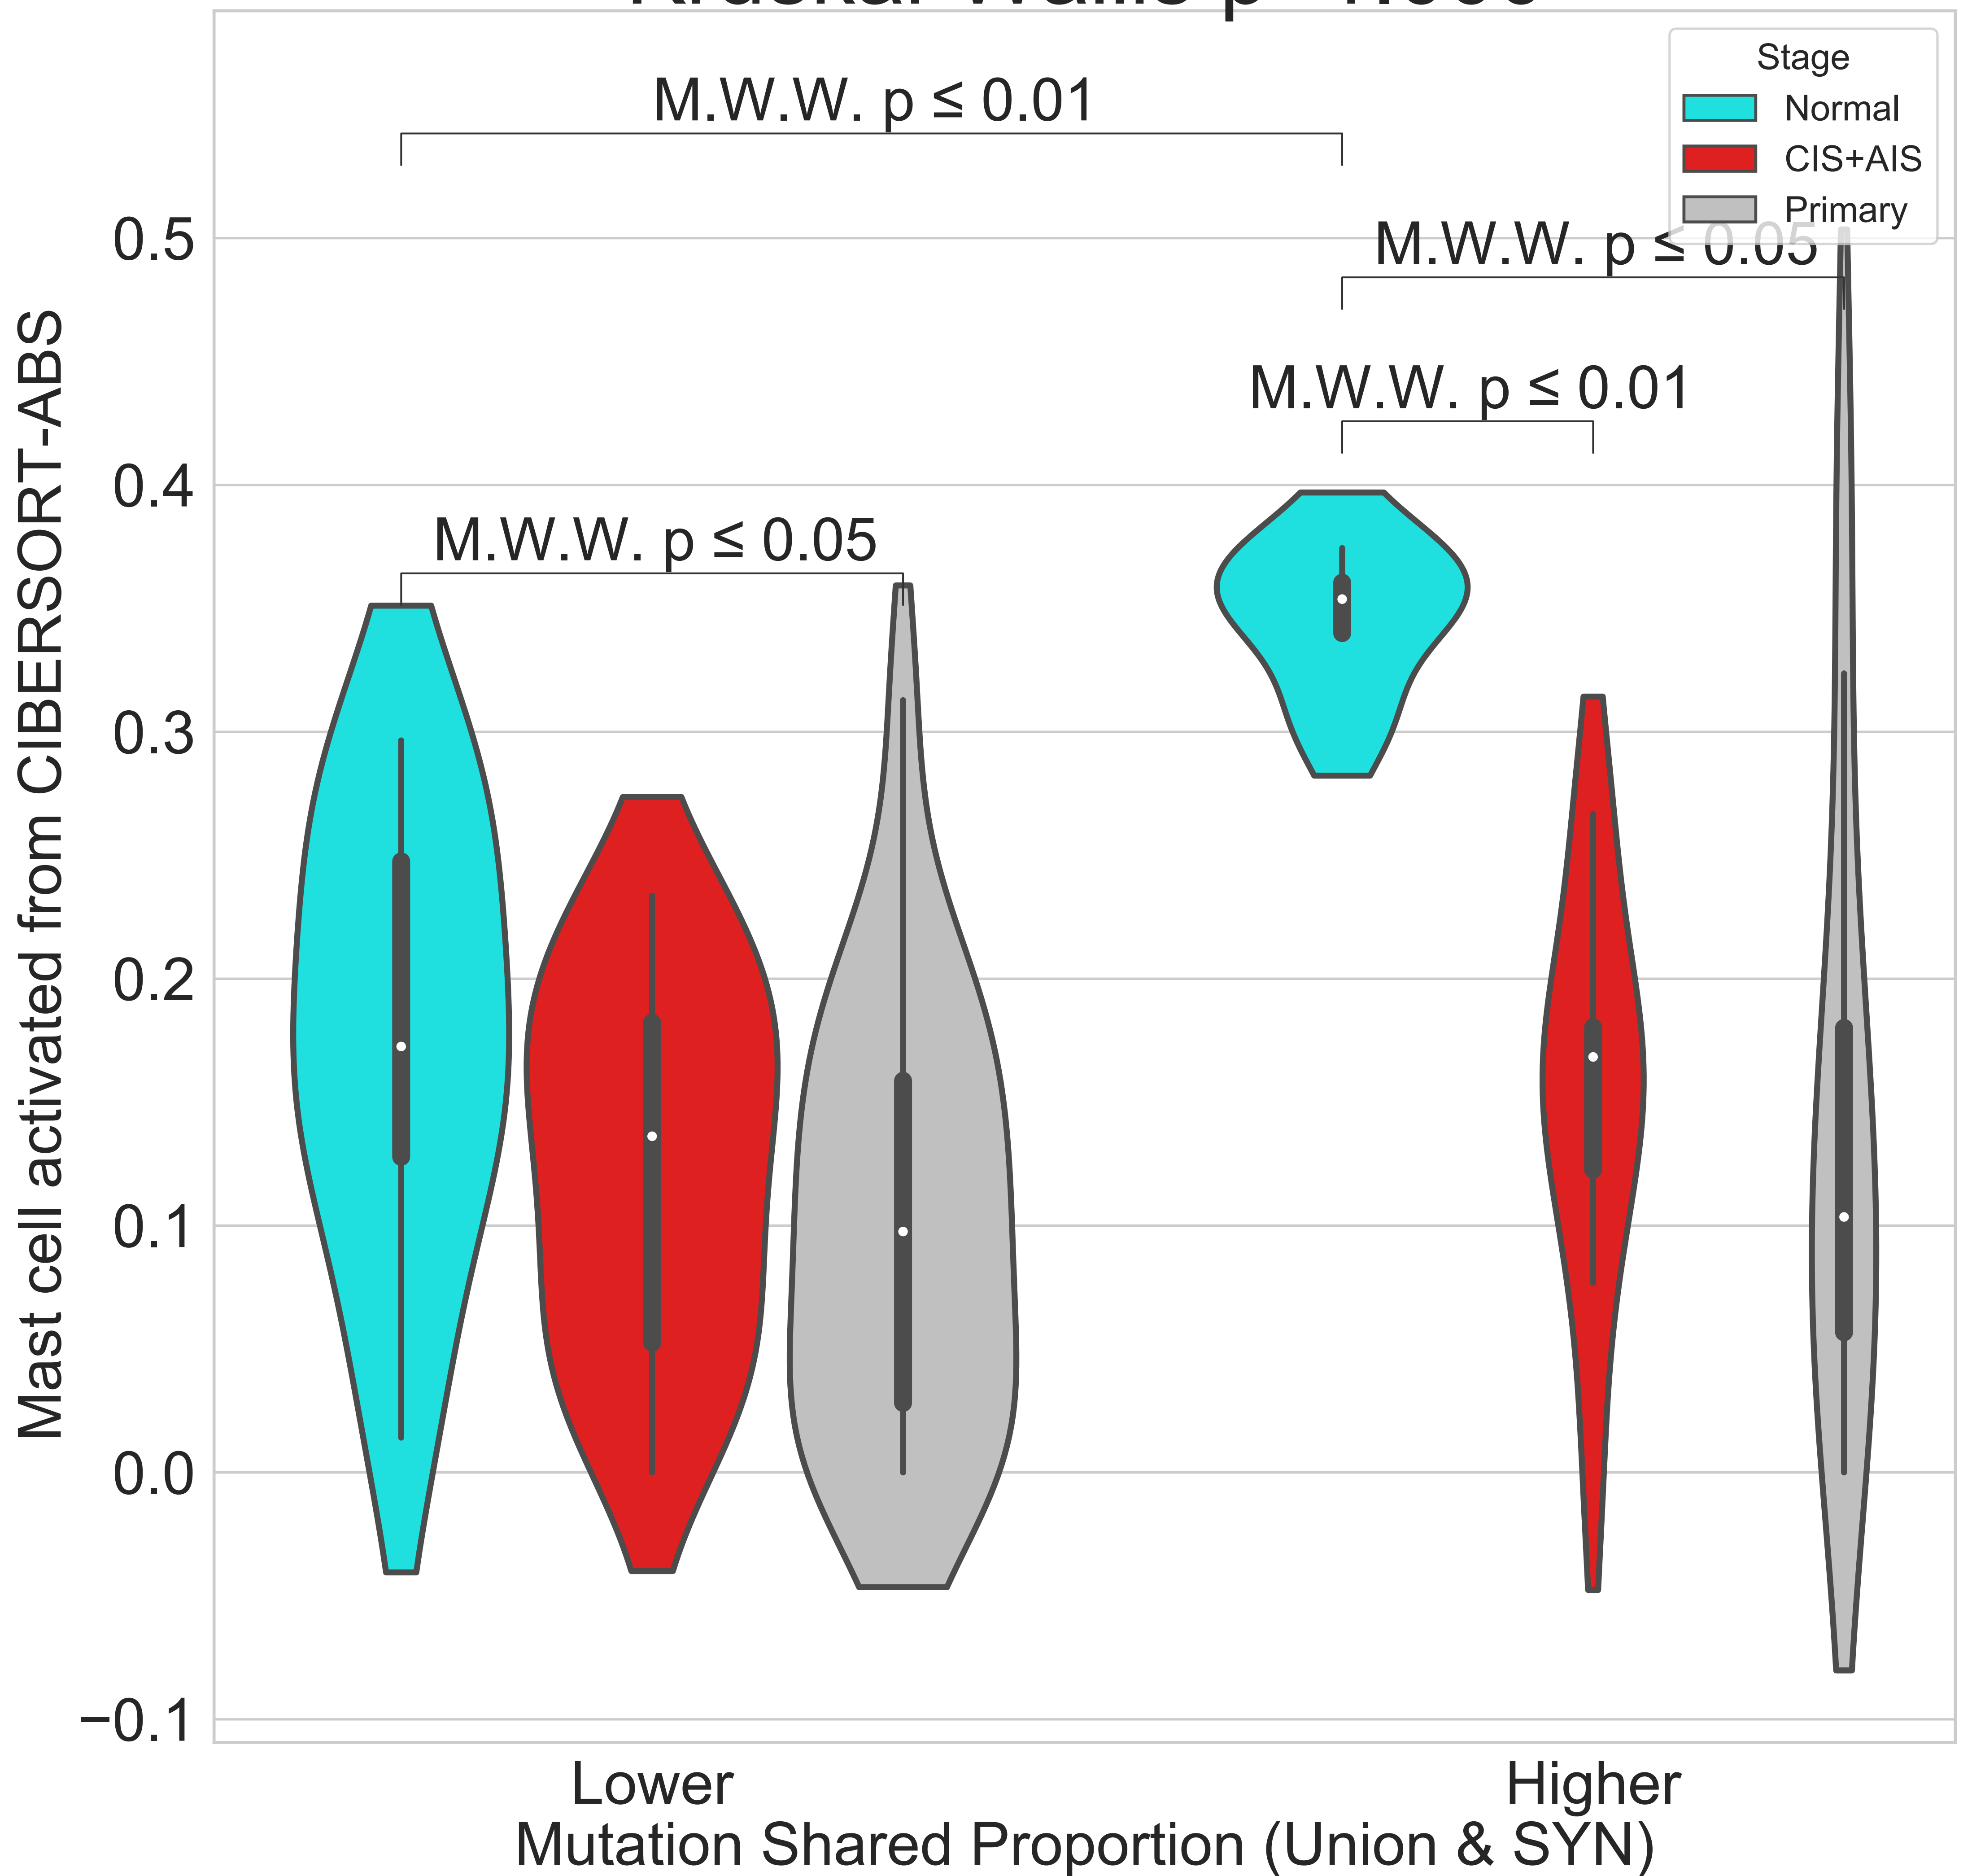 M.W.W. p ≤ 0.01
Stage
Normal
CIS+AIS
Primary
M.W.W. p ≤ 0.05
M.W.W. p ≤ 0.01
M.W.W. p ≤ 0.05
0.5
0.4
0.3
0.2
0.1
0.0
−0.1
Mast cell activated from CIBERSORT-ABS
Lower
Higher
Mutation Shared Proportion (Union & SYN)